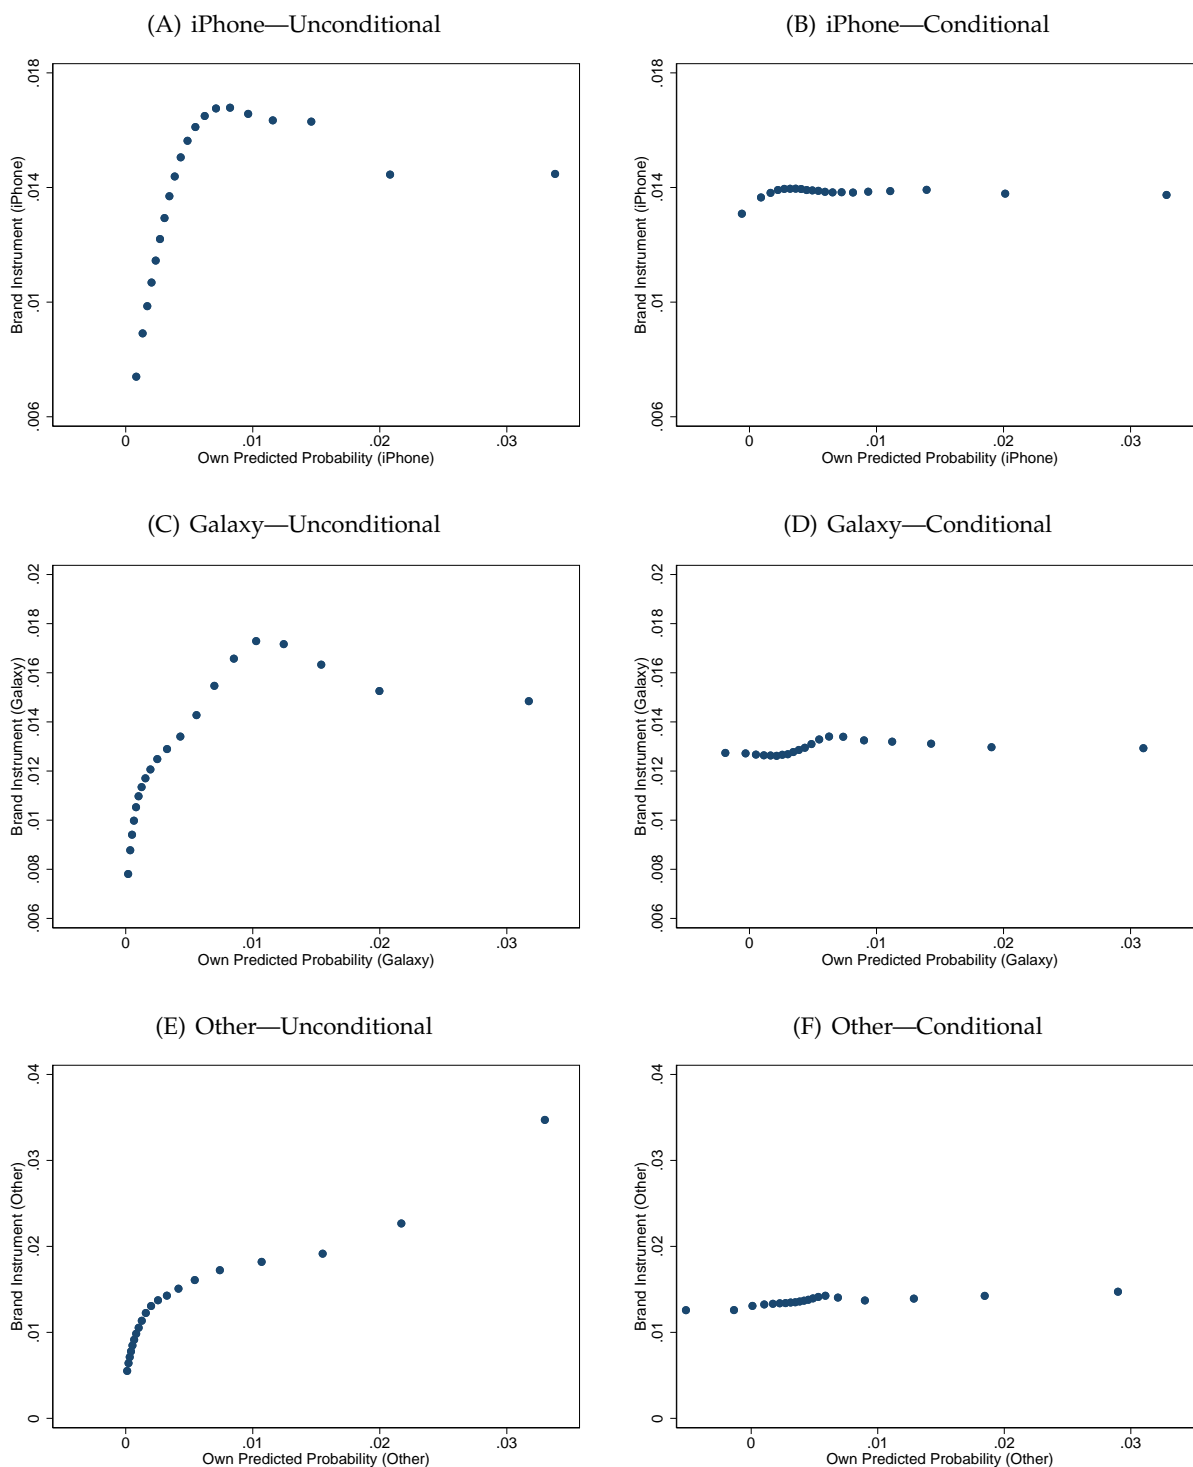 (A) iPhone—Unconditional
Brand Instrument (iPhone)
.018
.014
.01
.006
0 .01 .02 .03
Own Predicted Probability (iPhone)
(B) iPhone—Conditional
Brand Instrument (iPhone)
.018
.014
.01
.006
0 .01 .02 .03
Own Predicted Probability (iPhone)
(C) Galaxy—Unconditional
Brand Instrument (Galaxy)
.02
.018
.016
.014
.012
.01
.008
.006
0 .01 .02 .03
Own Predicted Probability (Galaxy)
(D) Galaxy—Conditional
Brand Instrument (Galaxy)
.02
.018
.016
.014
.012
.01
.008
.006
0 .01 .02 .03
Own Predicted Probability (Galaxy)
(E) Other—Unconditional
Brand Instrument (Other)
.04
.03
.02
.01
0
0 .01 .02 .03
Own Predicted Probability (Other)
(F) Other—Conditional
Brand Instrument (Other)
.04
.03
.02
.01
0
0 .01 .02 .03
Own Predicted Probability (Other)